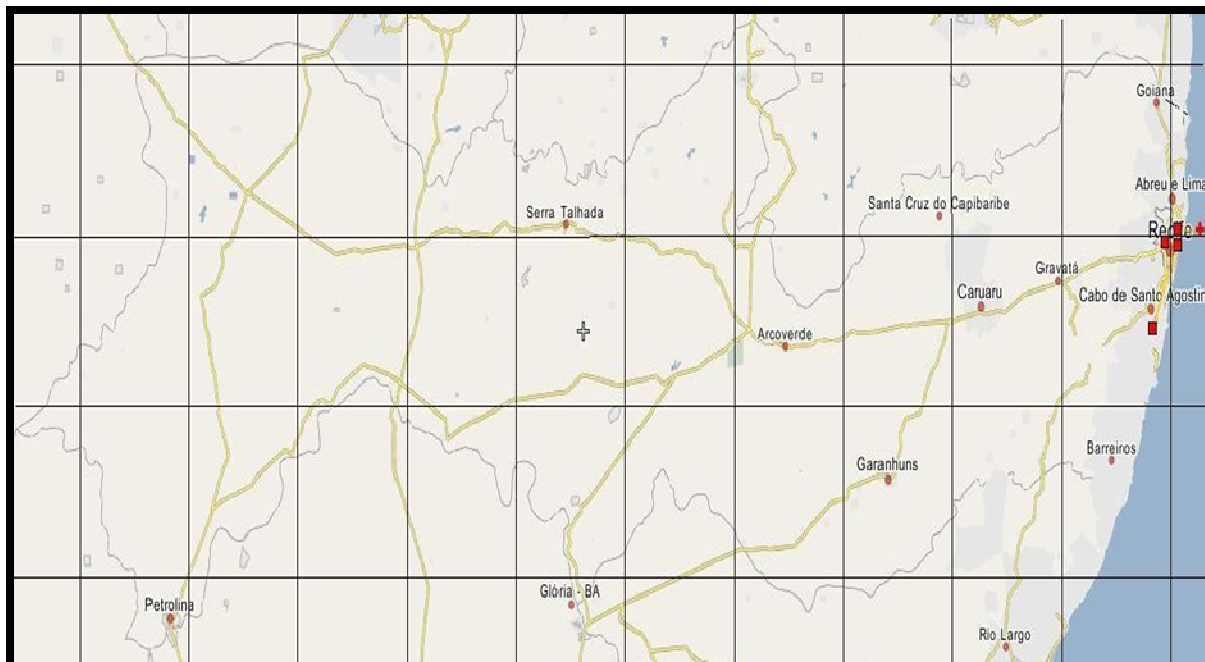 Goiana
Abreu e Lima
Serra Talhada
Santa Cruz do Capibaribe
Recife
Gravatá
Caruaru
Cabo de Santo Agostin
Arcoverde
Barreiros
Garanhuns
Glória - BA
Petrolina
Rio Largo